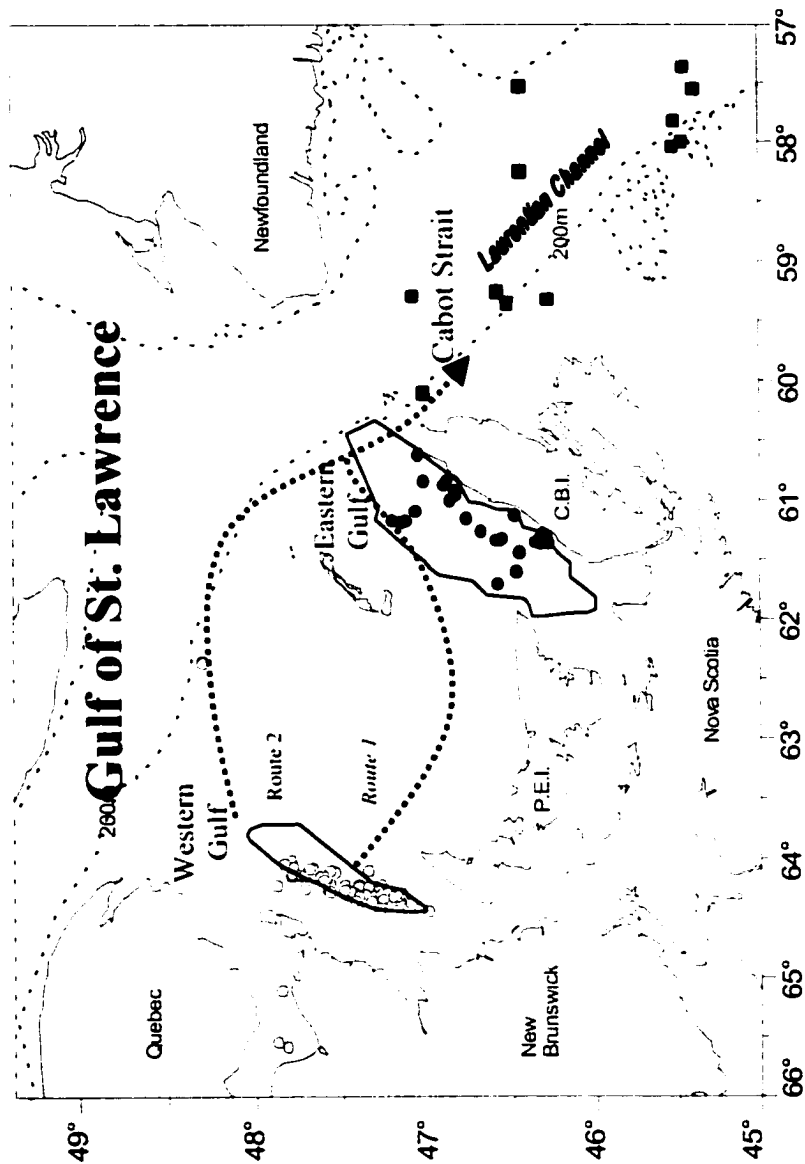 Gulf of St. Lawrence
200m
Quebec
Western
Gulf
Route 2
Route 1
Eastern
Gulf
Newfoundland
Cabot Strait
Laurentian Channel
200m
New
Brunswick
P.E.I.
C.B.I.
Nova Scotia
49°
48°
47°
46°
45°
66°
65°
64°
63°
62°
61°
60°
59°
58°
57°